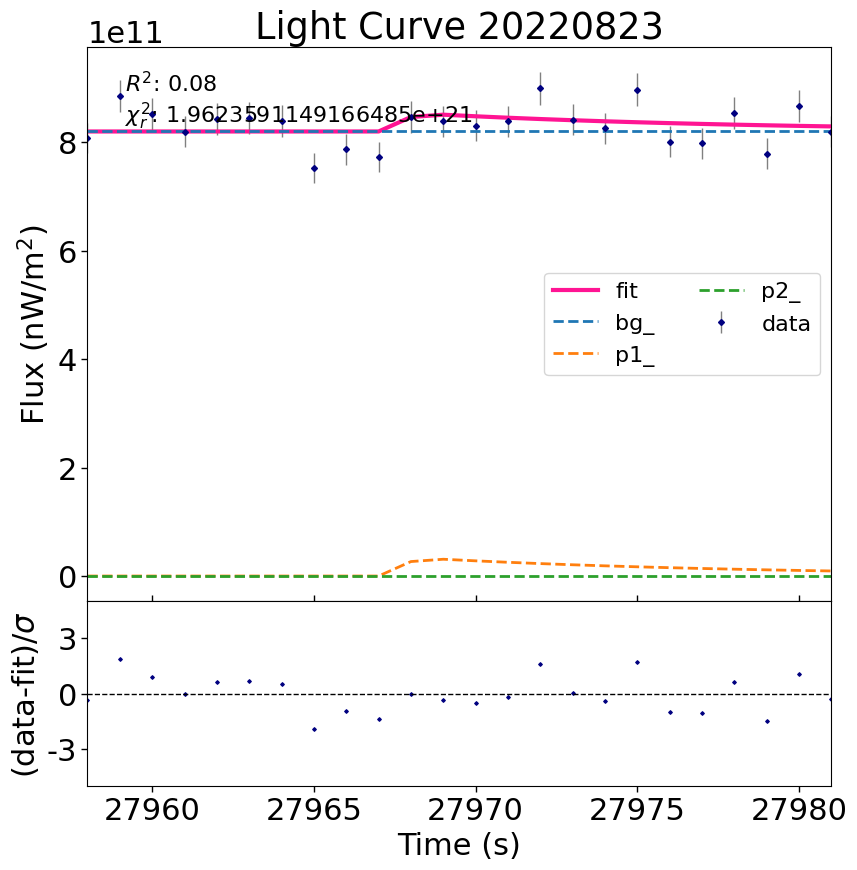 Light Curve 20220823
1e11
R²: 0.08
χ²ᵣ: 1.9623591149166485e+21
8
6
4
2
0
Flux (nW/m²)
fit
bg_
p1_
p2_
data
3
0
-3
(data-fit)/σ
27960 27965 27970 27975 27980
Time (s)